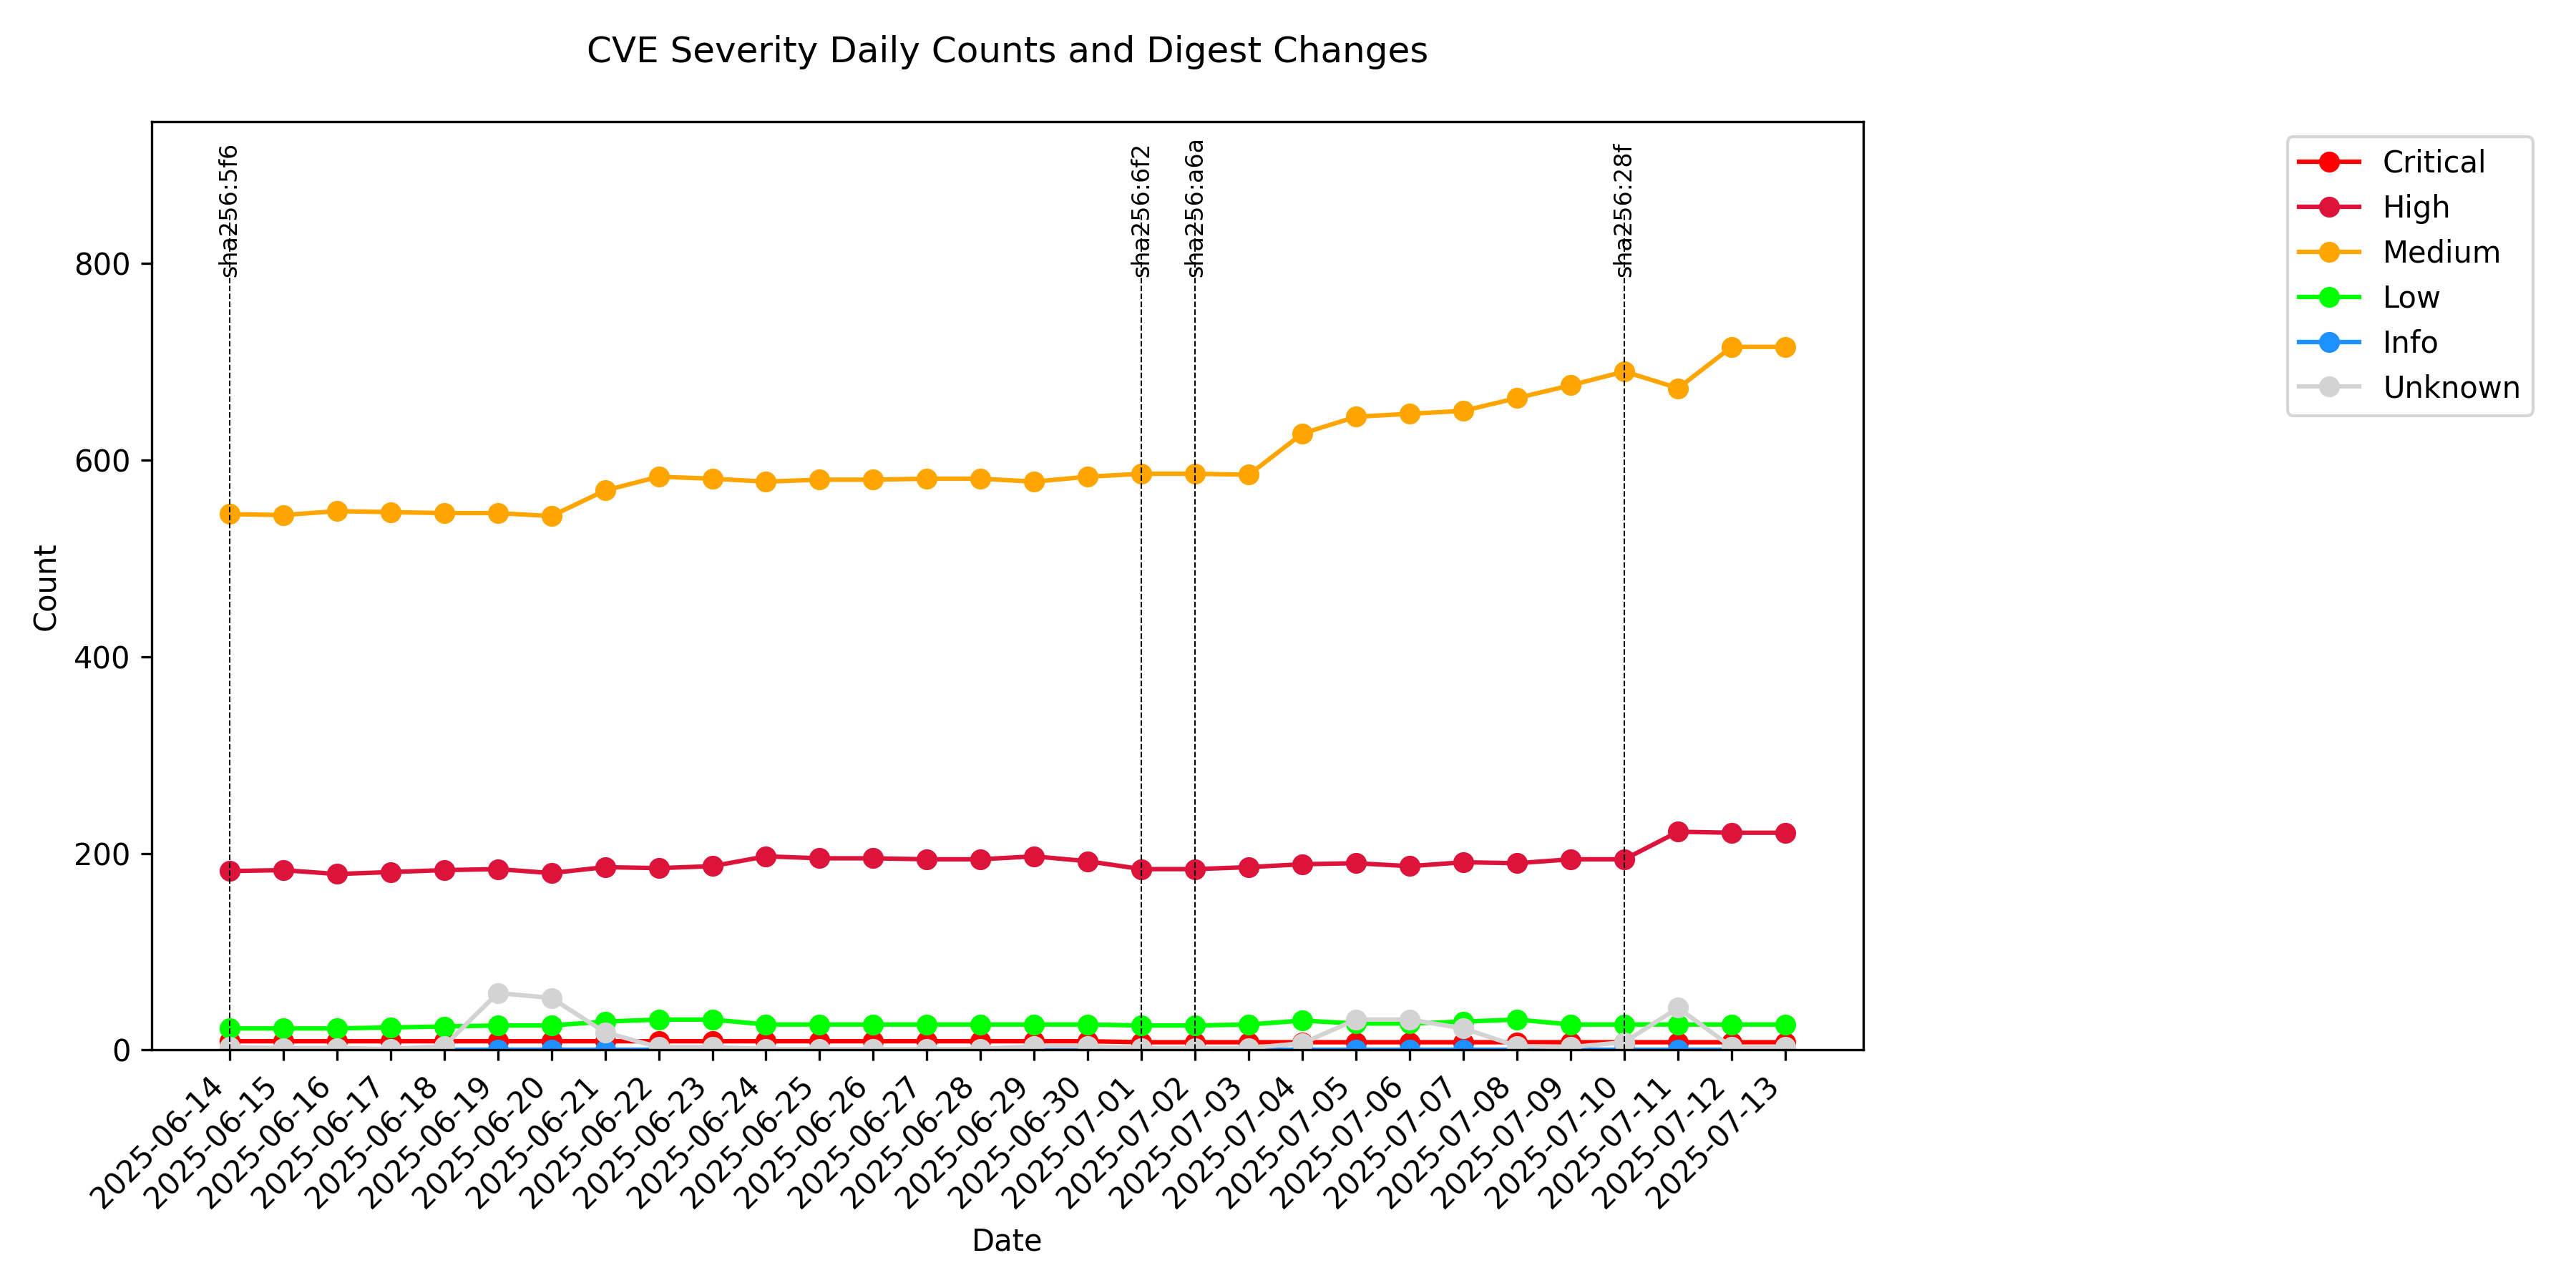 CVE Severity Daily Counts and Digest Changes
sha256:5f6
sha256:6f2
sha256:a6a
sha256:28f
Critical
High
Medium
Low
Info
Unknown
800
600
400
200
0
Count
2025-06-14
2025-06-15
2025-06-16
2025-06-17
2025-06-18
2025-06-19
2025-06-20
2025-06-21
2025-06-22
2025-06-23
2025-06-24
2025-06-25
2025-06-26
2025-06-27
2025-06-28
2025-06-29
2025-06-30
2025-07-01
2025-07-02
2025-07-03
2025-07-04
2025-07-05
2025-07-06
2025-07-07
2025-07-08
2025-07-09
2025-07-10
2025-07-11
2025-07-12
2025-07-13
Date